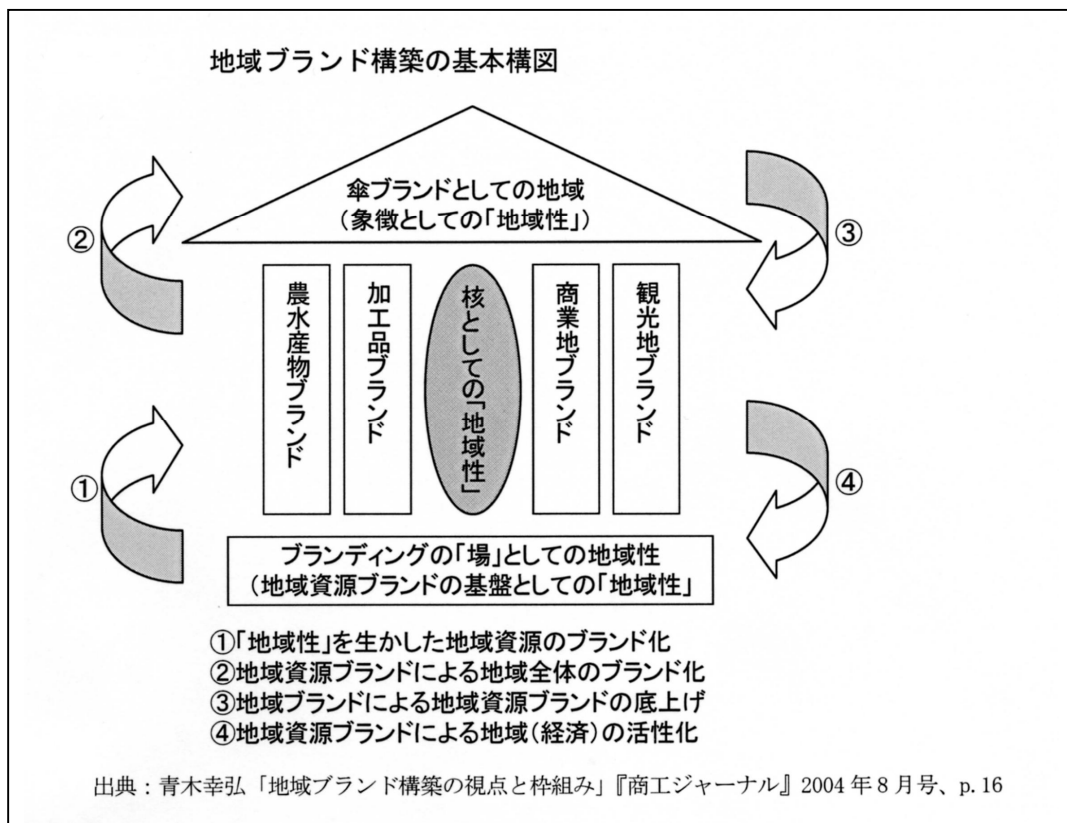 地域ブランド構築の基本構図
傘ブランドとしての地域
(象徴としての「地域性」)
②
③
農水産物ブランド
加工品ブランド
核としての「地域性」
商業地ブランド
観光地ブランド
①
④
ブランディングの「場」としての地域性
(地域資源ブランドの基盤としての「地域性」
①「地域性」を生かした地域資源のブランド化
②地域資源ブランドによる地域全体のブランド化
③地域ブランドによる地域資源ブランドの底上げ
④地域資源ブランドによる地域(経済)の活性化
出典:青木幸弘「地域ブランド構築の視点と枠組み」『商工ジャーナル』2004年8月号、p.16